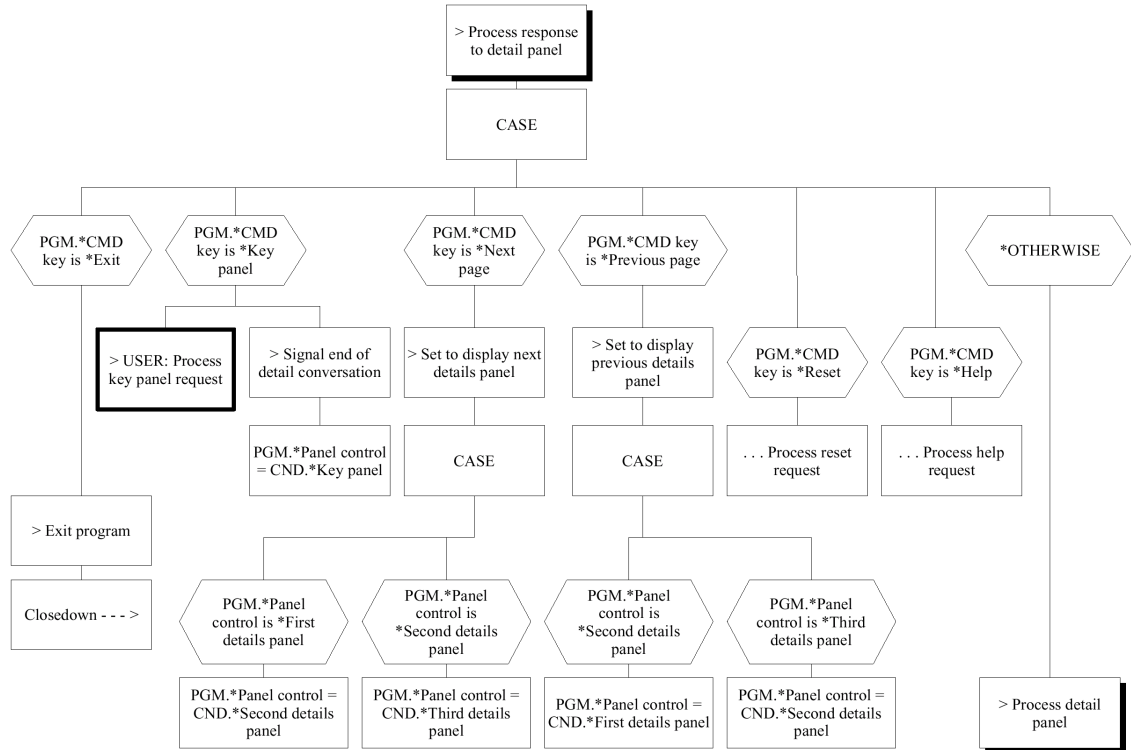 > Process response
to detail panel
CASE
PGM.*CMD
key is *Exit
PGM.*CMD
key is *Key
panel
PGM.*CMD
key is *Next
page
PGM.*CMD key
is *Previous page
*OTHERWISE
> USER: Process
key panel request
> Signal end of
detail conversation
> Set to display next
details panel
> Set to display
previous details
panel
PGM.*CMD
key is *Reset
PGM.*CMD
key is *Help
PGM.*Panel control
= CND.*Key panel
CASE
CASE
. . . Process reset
request
. . . Process help
request
> Exit program
Closedown - - - >
PGM.*Panel
control is *First
details panel
PGM.*Panel
control is
*Second details
panel
PGM.*Panel
control is
*Second details
panel
PGM.*Panel
control is *Third
details panel
PGM.*Panel control =
CND.*Second details
panel
PGM.*Panel control =
CND.*Third details
panel
PGM.*Panel control =
CND.*First details panel
PGM.*Panel control =
CND.*Second details
panel
> Process detail
panel